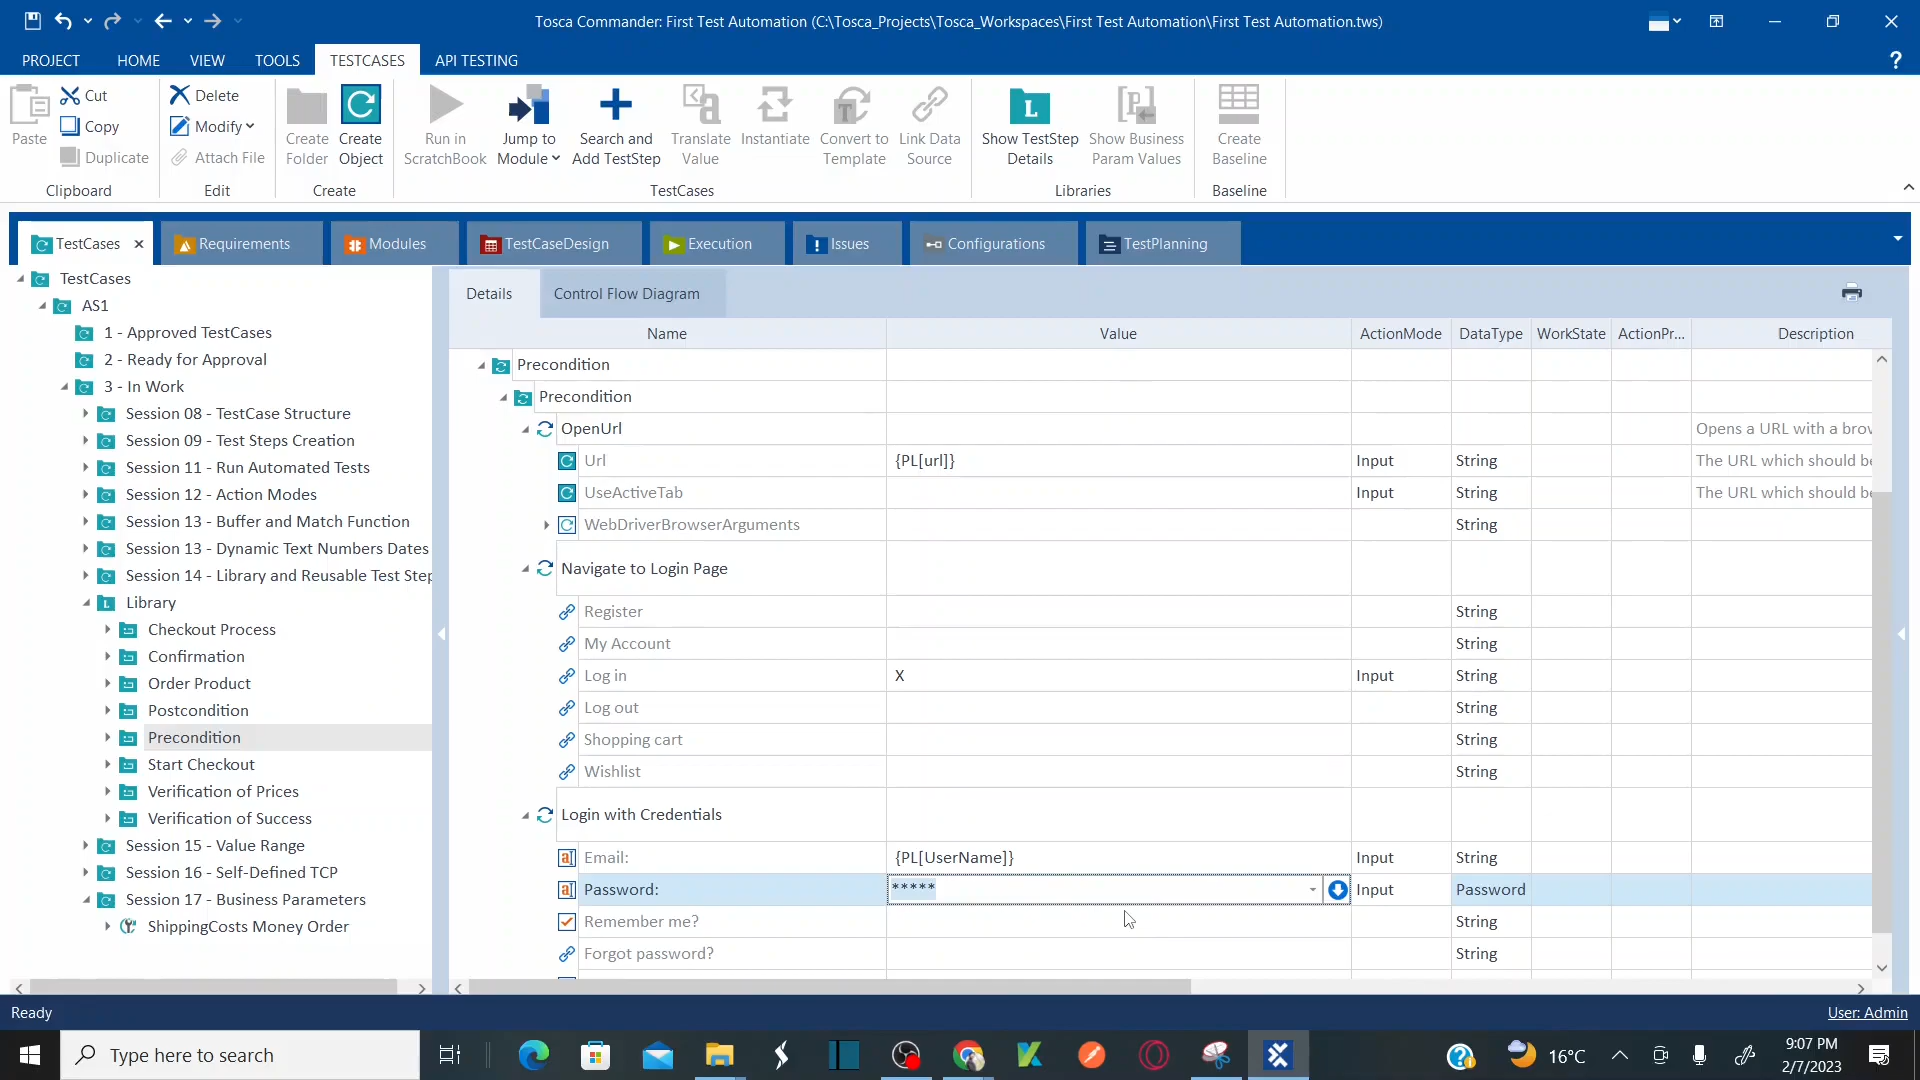 Tosca Commander: First Test Automation (C:\Tosca_Projects\Tosca_Workspaces\First Test Automation\First Test Automation.tws)
PROJECT HOME VIEW TOOLS TESTCASES API TESTING ?
Paste
Cut
Copy
Duplicate
Clipboard
Delete
Modify
Attach File
Edit
Create Folder
Create Object
Create
Run in ScratchBook
Jump to Module
Search and Add TestStep
Translate Value
Instantiate
Convert to Template
Link Data Source
TestCases
Show TestStep Details
Show Business Param Values
Libraries
Create Baseline
Baseline
TestCases Requirements Modules TestCaseDesign Execution Issues Configurations TestPlanning
TestCases
AS1
1 - Approved TestCases
2 - Ready for Approval
3 - In Work
Session 08 - TestCase Structure
Session 09 - Test Steps Creation
Session 11 - Run Automated Tests
Session 12 - Action Modes
Session 13 - Buffer and Match Function
Session 13 - Dynamic Text Numbers Dates
Session 14 - Library and Reusable Test Step
Library
Checkout Process
Confirmation
Order Product
Postcondition
Precondition
Start Checkout
Verification of Prices
Verification of Success
Session 15 - Value Range
Session 16 - Self-Defined TCP
Session 17 - Business Parameters
ShippingCosts Money Order
Details Control Flow Diagram
Name Value ActionMode DataType WorkState ActionPr... Description
Precondition
Precondition
OpenUrl Opens a URL with a brow
Url {PL[url]} Input String The URL which should be
UseActiveTab Input String The URL which should be
WebDriverBrowserArguments String
Navigate to Login Page
Register String
My Account String
Log in X Input String
Log out String
Shopping cart String
Wishlist String
Login with Credentials
Email: {PL[UserName]} Input String
Password: ***** Input Password
Remember me? String
Forgot password? String
Ready User: Admin
Type here to search 16°C 9:07 PM
2/7/2023